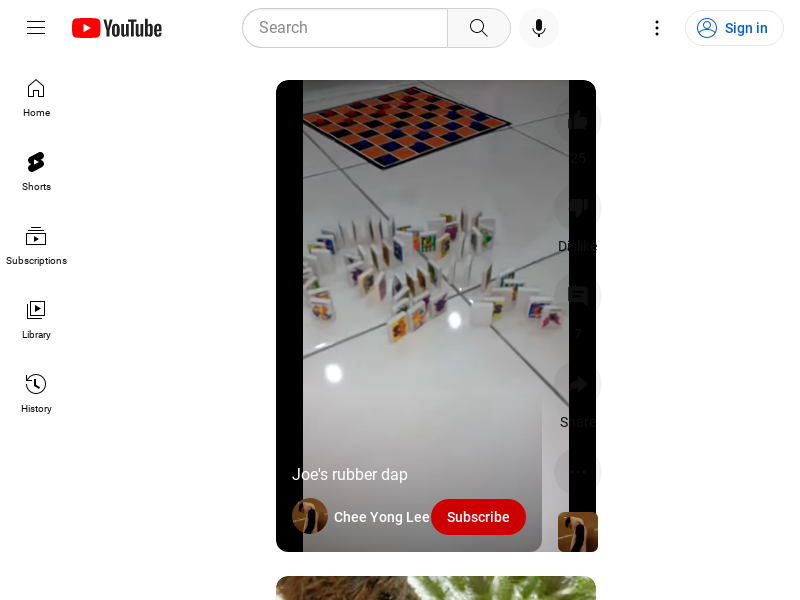 YouTube
Search
Sign in
Home
Shorts
Subscriptions
Library
History
25
Dislike
7
Share
Joe's rubber dap
Chee Yong Lee
Subscribe